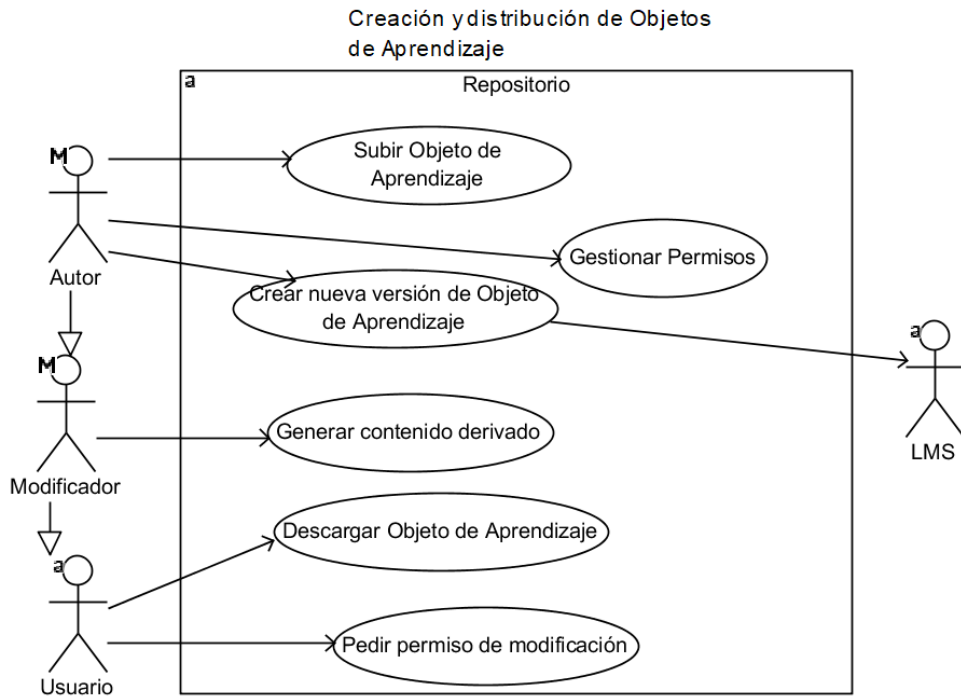 Creación y distribución de Objetos
de Aprendizaje
a
Repositorio
Subir Objeto de
Aprendizaje
M
Autor
Gestionar Permisos
Crear nueva versión de Objeto
de Aprendizaje
a
LMS
M
Modificador
Generar contenido derivado
Descargar Objeto de Aprendizaje
a
Usuario
Pedir permiso de modificación